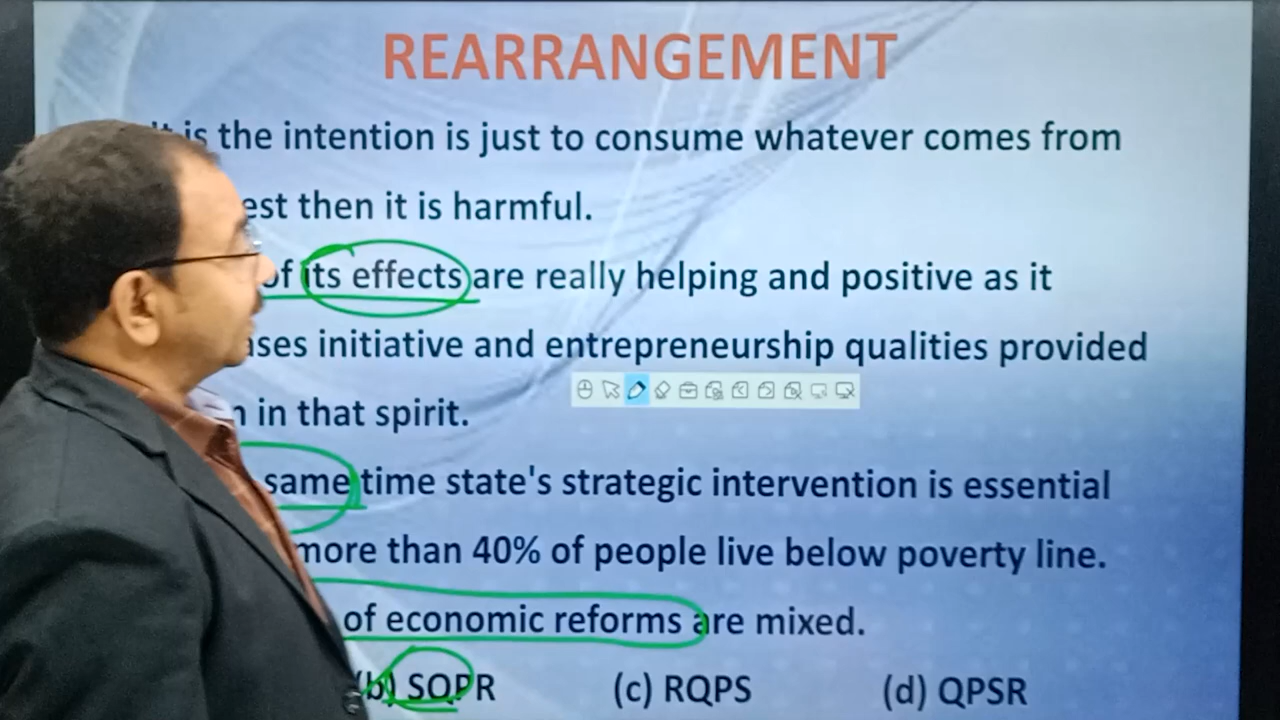 REARRANGEMENT
is the intention is just to consume whatever comes from
then it is harmful.
of its effects are really helping and positive as it
initiative and entrepreneurship qualities provided
in that spirit.
same time state's strategic intervention is essential
more than 40% of people live below poverty line.
of economic reforms are mixed.
(b) SQPR (c) RQPS (d) QPSR